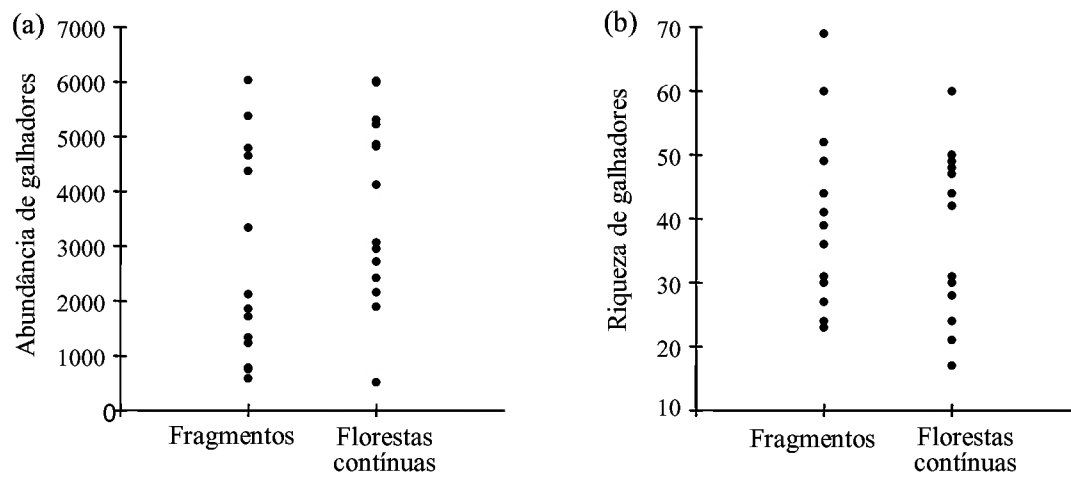 (a)
Abundância de galhadores
7000
6000
5000
4000
3000
2000
1000
0
Fragmentos
Florestas
contínuas
(b)
Riqueza de galhadores
70
60
50
40
30
20
10
Fragmentos
Florestas
contínuas